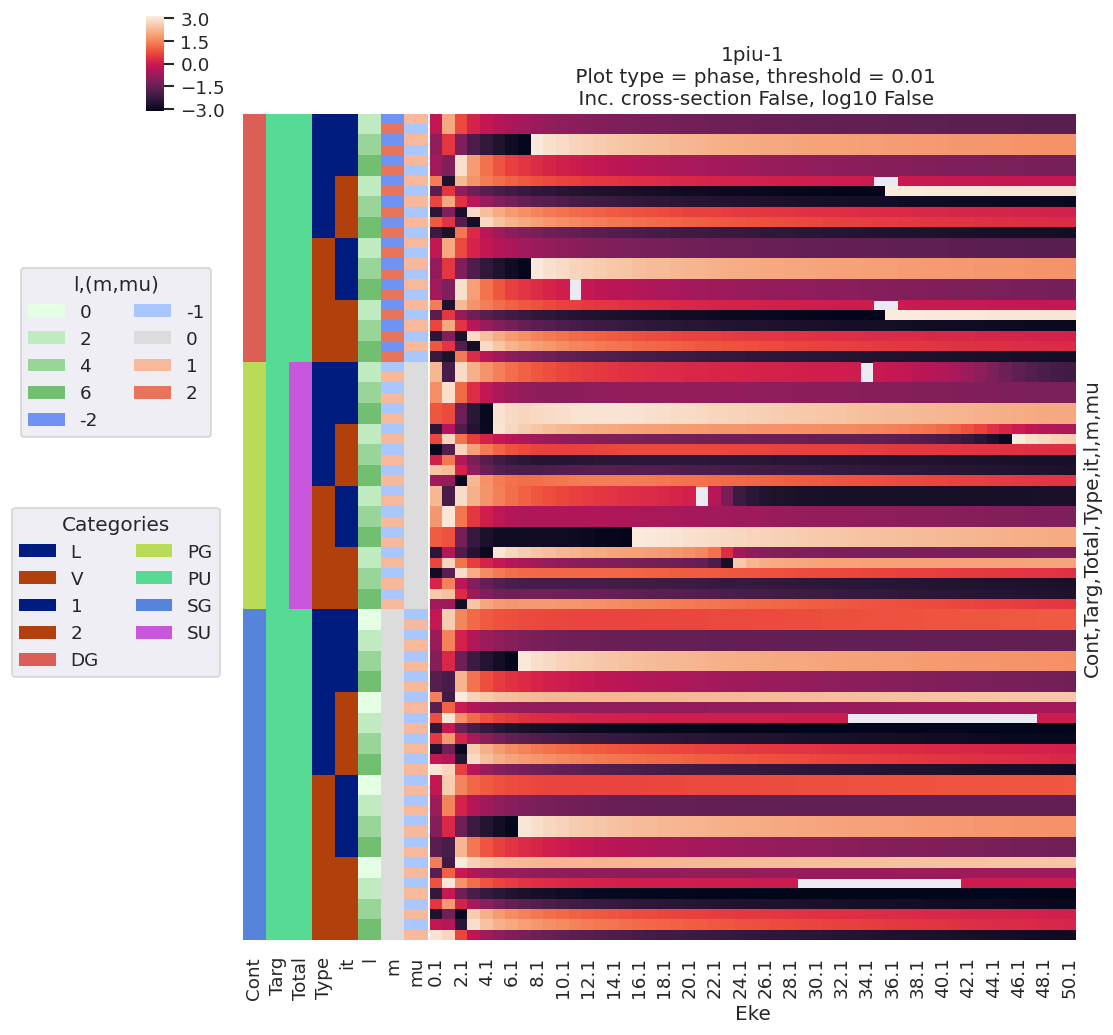 3.0
1.5
0.0
−1.5
−3.0
1piu-1
Plot type = phase, threshold = 0.01
Inc. cross-section False, log10 False
l,(m,mu)
0
2
4
6
-2
-1
0
1
2
Categories
L
V
1
2
DG
PG
PU
SG
SU
Cont,Targ,Total,Type,it,l,m,mu
Cont
Targ
Total
Type
it
l
m
mu
0.1
2.1
4.1
6.1
8.1
10.1
12.1
14.1
16.1
18.1
20.1
22.1
24.1
26.1
28.1
30.1
32.1
34.1
36.1
38.1
40.1
42.1
44.1
46.1
48.1
50.1
Eke